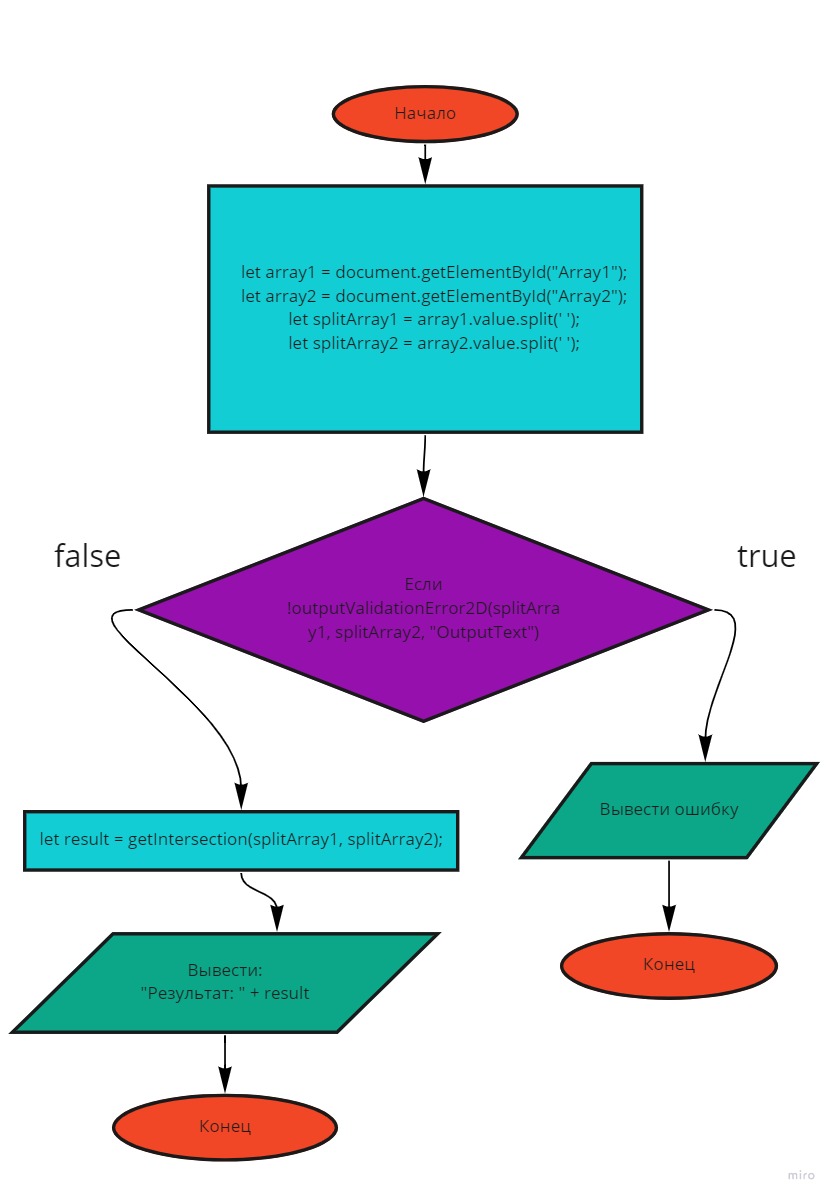 Начало
let array1 = document.getElementById("Array1");
let array2 = document.getElementById("Array2");
let splitArray1 = array1.value.split(' ');
let splitArray2 = array2.value.split(' ');
false
true
Если
!outputValidationError2D(splitArra
y1, splitArray2, "OutputText")
Вывести ошибку
let result = getIntersection(splitArray1, splitArray2);
Конец
Вывести:
"Результат: " + result
Конец
miro